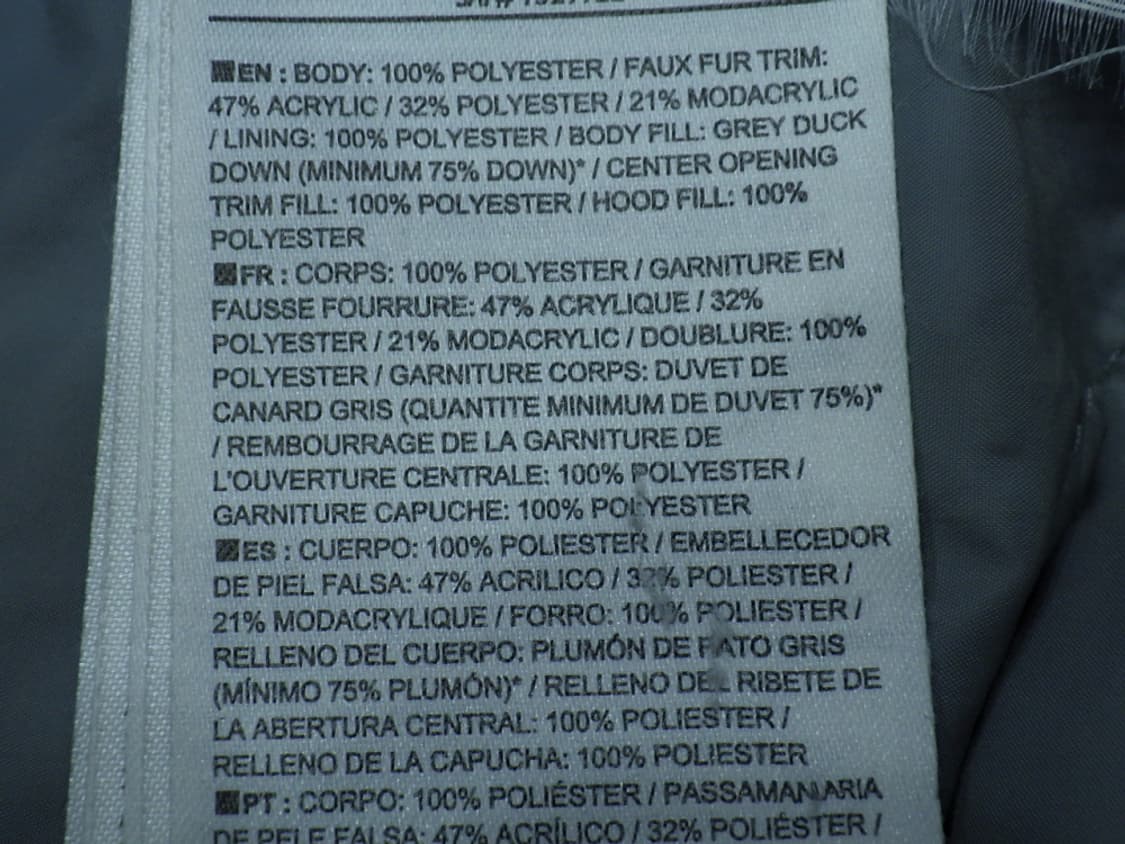 EN : BODY: 100% POLYESTER / FAUX FUR TRIM:
47% ACRYLIC / 32% POLYESTER / 21% MODACRYLIC
/ LINING: 100% POLYESTER / BODY FILL: GREY DUCK
DOWN (MINIMUM 75% DOWN)* / CENTER OPENING
TRIM FILL: 100% POLYESTER / HOOD FILL: 100%
POLYESTER
FR : CORPS: 100% POLYESTER / GARNITURE EN
FAUSSE FOURRURE: 47% ACRYLIQUE / 32%
POLYESTER / 21% MODACRYLIC / DOUBLURE: 100%
POLYESTER / GARNITURE CORPS: DUVET DE
CANARD GRIS (QUANTITE MINIMUM DE DUVET 75%)*
/ REMBOURRAGE DE LA GARNITURE DE
L'OUVERTURE CENTRALE: 100% POLYESTER /
GARNITURE CAPUCHE: 100% POLYESTER
ES : CUERPO: 100% POLIESTER / EMBELLECEDOR
DE PIEL FALSA: 47% ACRILICO / 32% POLIESTER /
21% MODACRYLIQUE / FORRO: 100% POLIESTER /
RELLENO DEL CUERPO: PLUMÓN DE PATO GRIS
(MÍNIMO 75% PLUMÓN)* / RELLENO DEL RIBETE DE
LA ABERTURA CENTRAL: 100% POLIESTER /
RELLENO DE LA CAPUCHA: 100% POLIESTER
PT : CORPO: 100% POLIÉSTER / PASSAMANARIA
DE PELE FALSA: 47% ACRÍLICO / 32% POLIÉSTER /